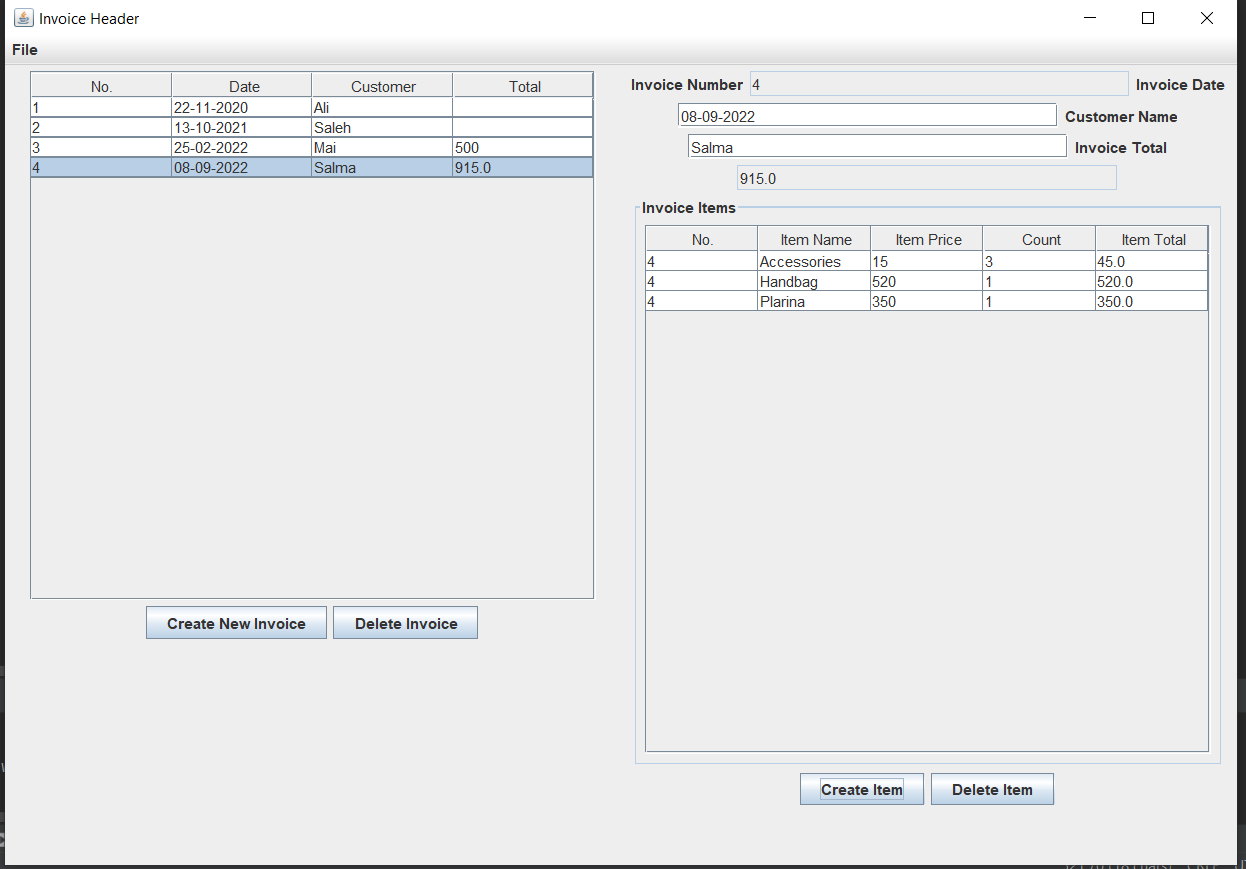 Invoice Header
File
No. Date Customer Total
1 22-11-2020 Ali
2 13-10-2021 Saleh
3 25-02-2022 Mai 500
4 08-09-2022 Salma 915.0
Create New Invoice Delete Invoice
Invoice Number 4 Invoice Date
08-09-2022 Customer Name
Salma Invoice Total
915.0
Invoice Items
No. Item Name Item Price Count Item Total
4 Accessories 15 3 45.0
4 Handbag 520 1 520.0
4 Plarina 350 1 350.0
Create Item Delete Item